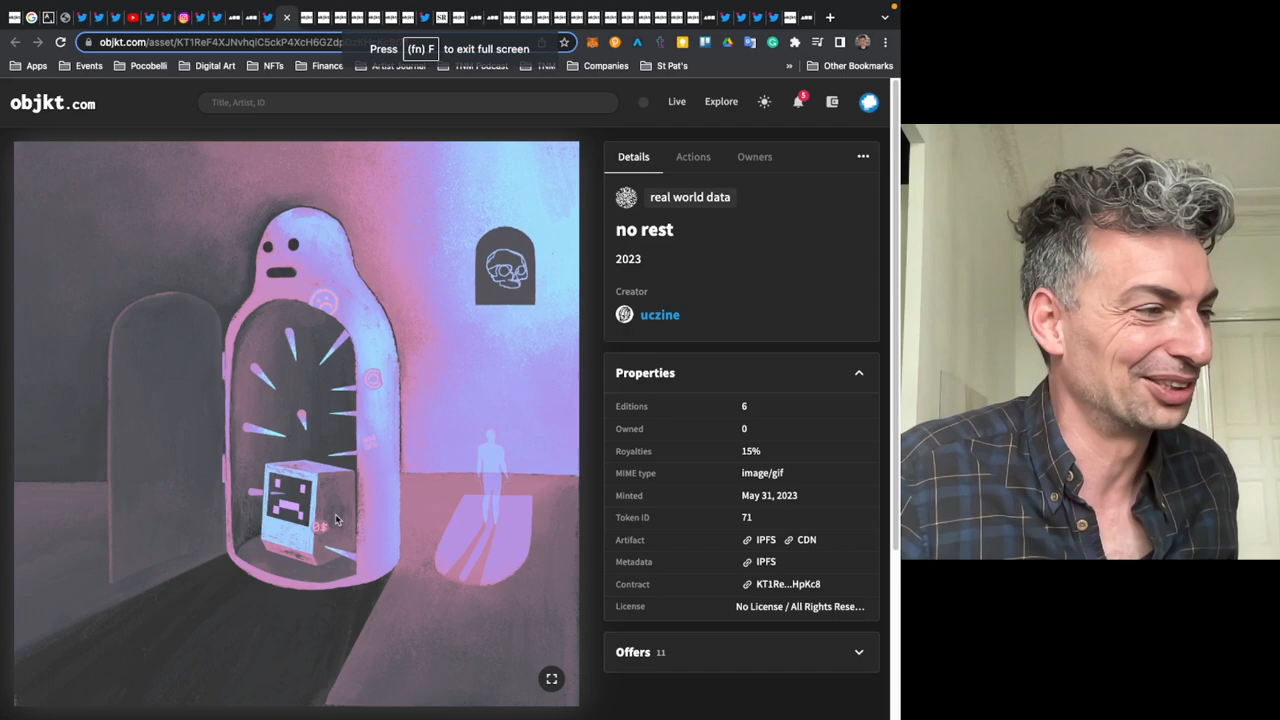 objkt.com/asset/KT1ReF4XJNvhqiC5ckP4XcH6GZdp
Press (fn) F to exit full screen
Apps Events Pocobelli Digital Art NFTs Finance Artist Journal TNM Podcast TNM Companies St Pat's » Other Bookmarks
objkt.com Title, Artist, ID Live Explore 5
Details Actions Owners
real world data
no rest
2023
Creator
uczine
Properties
Editions 6
Owned 0
Royalties 15%
MIME type image/gif
Minted May 31, 2023
Token ID 71
Artifact IPFS CDN
Metadata IPFS
Contract KT1Re...HpKc8
License No License / All Rights Rese...
Offers 11